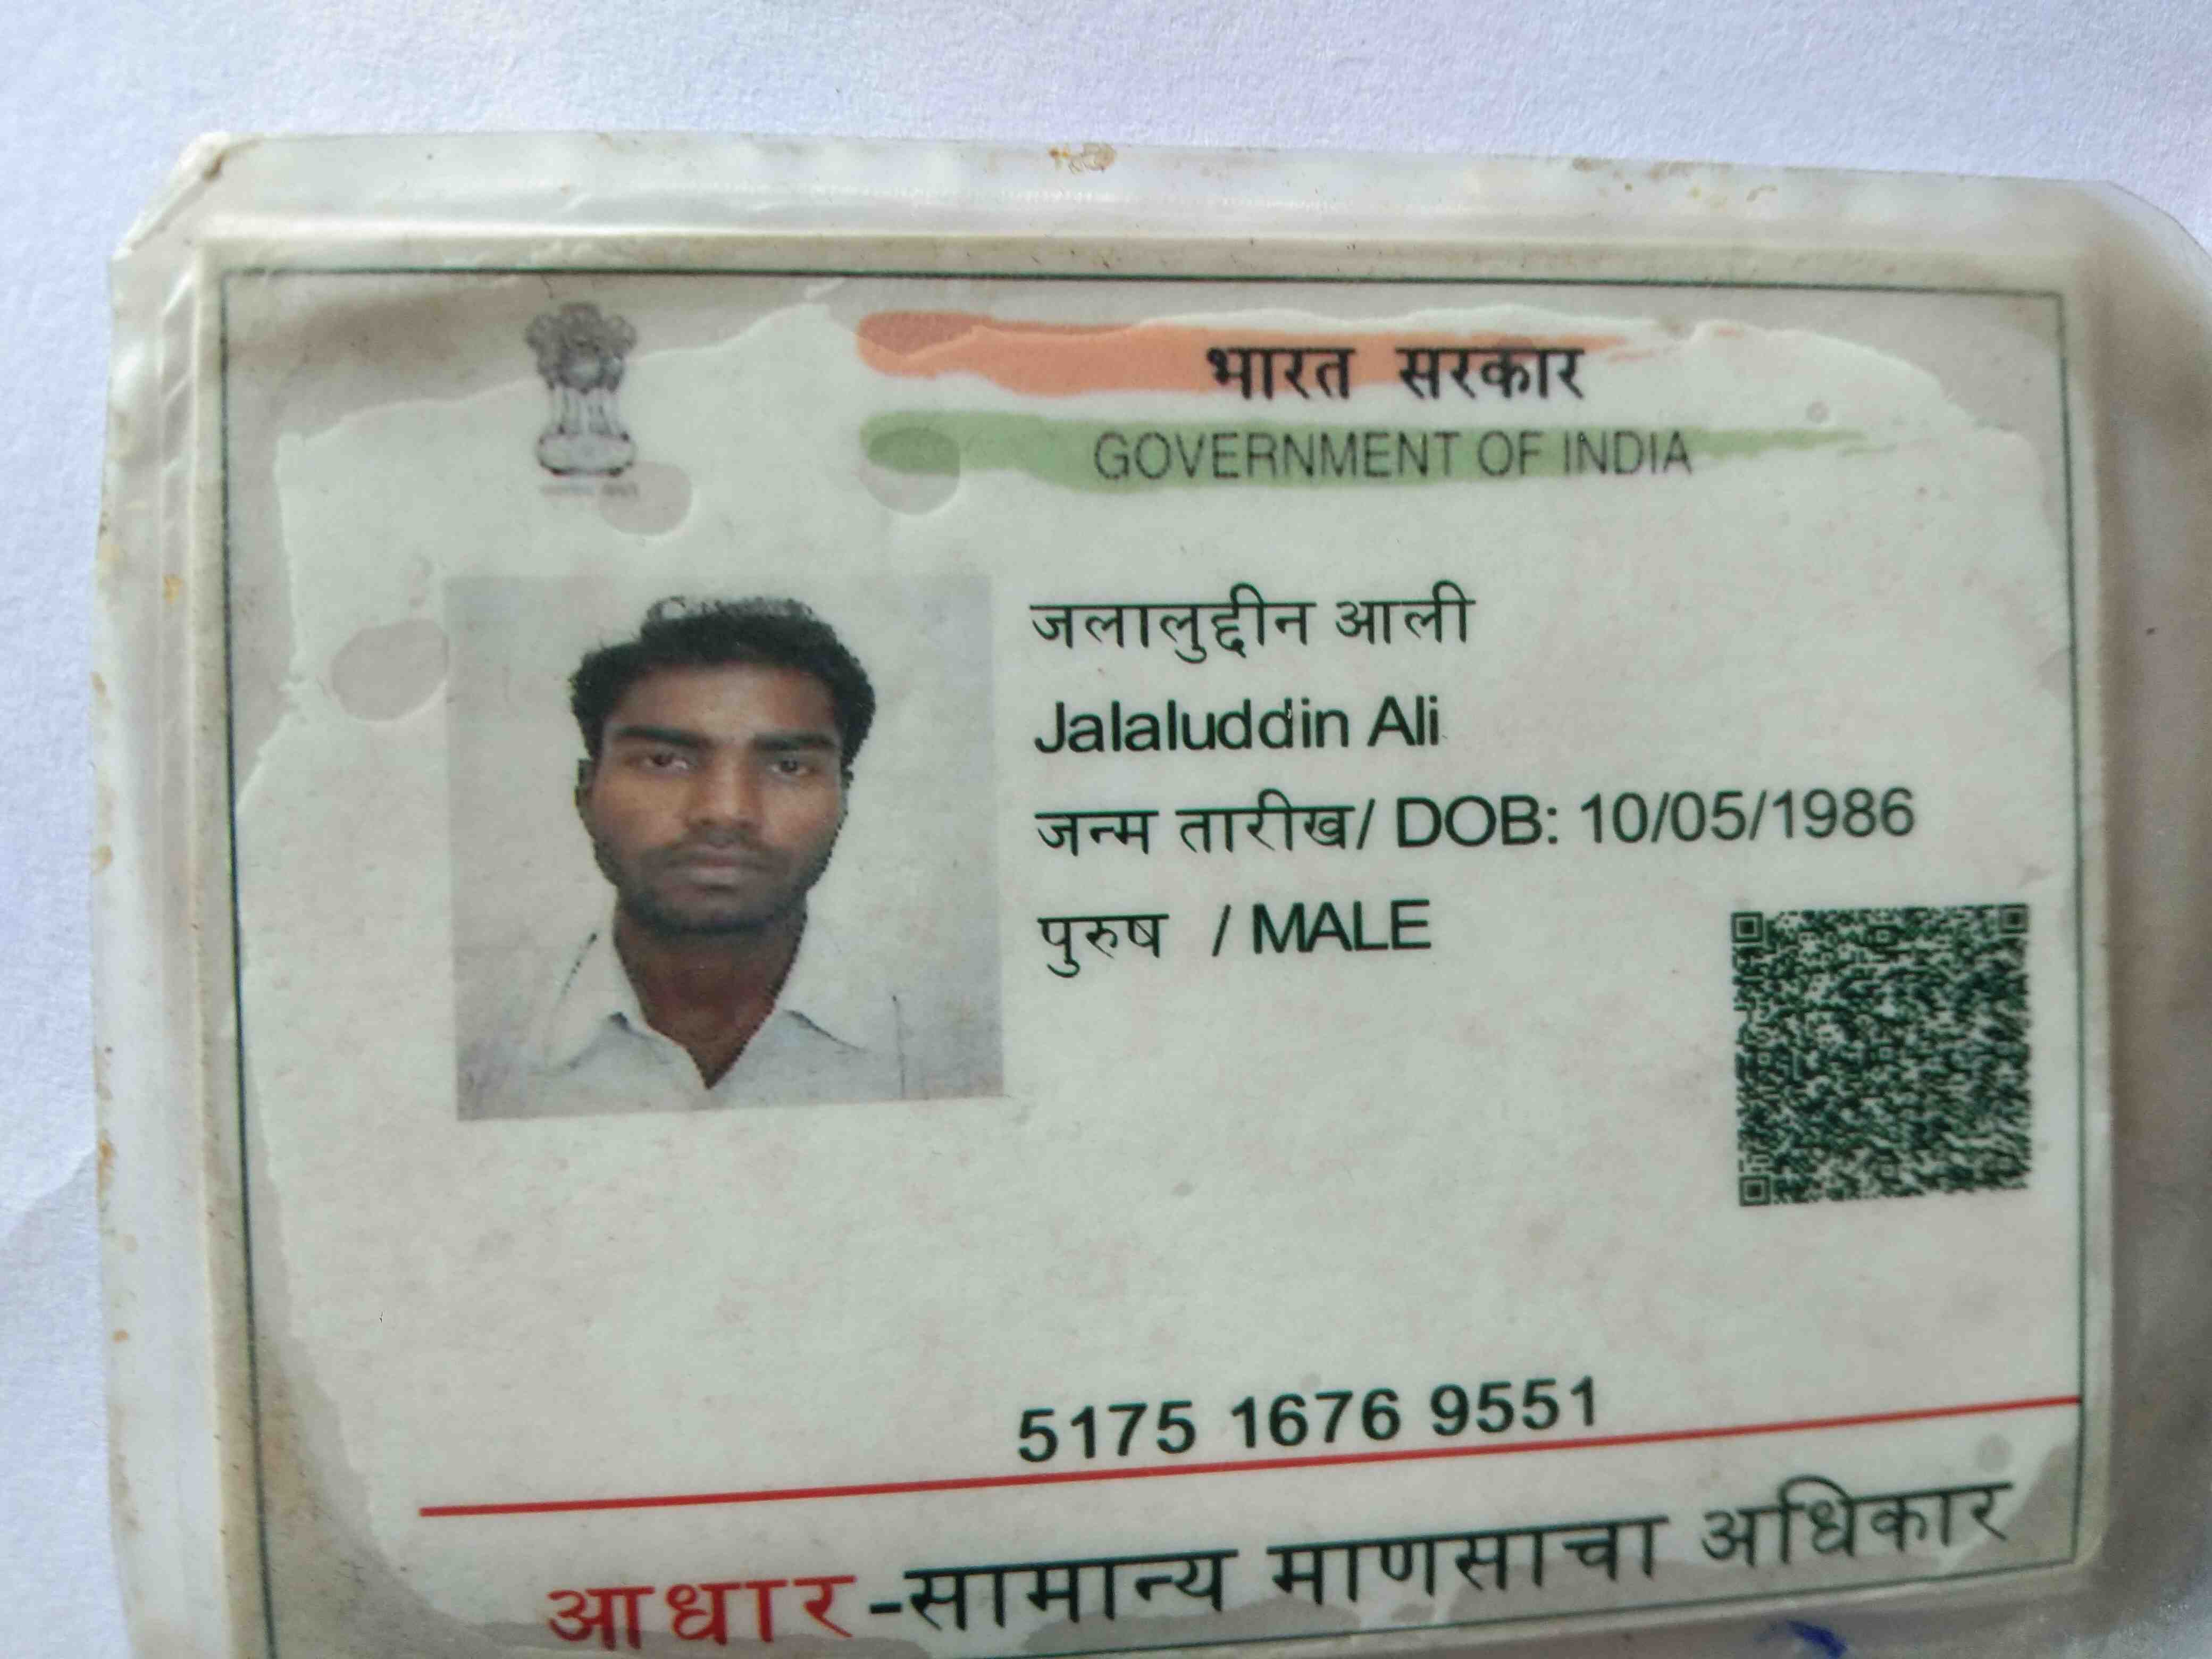 भारत सरकार
GOVERNMENT OF INDIA
जलालुद्दीन आली
Jalaluddin Ali
जन्म तारीख/ DOB: 10/05/1986
पुरुष / MALE
5175 1676 9551
आधार-सामान्य माणसाचा अधिकार